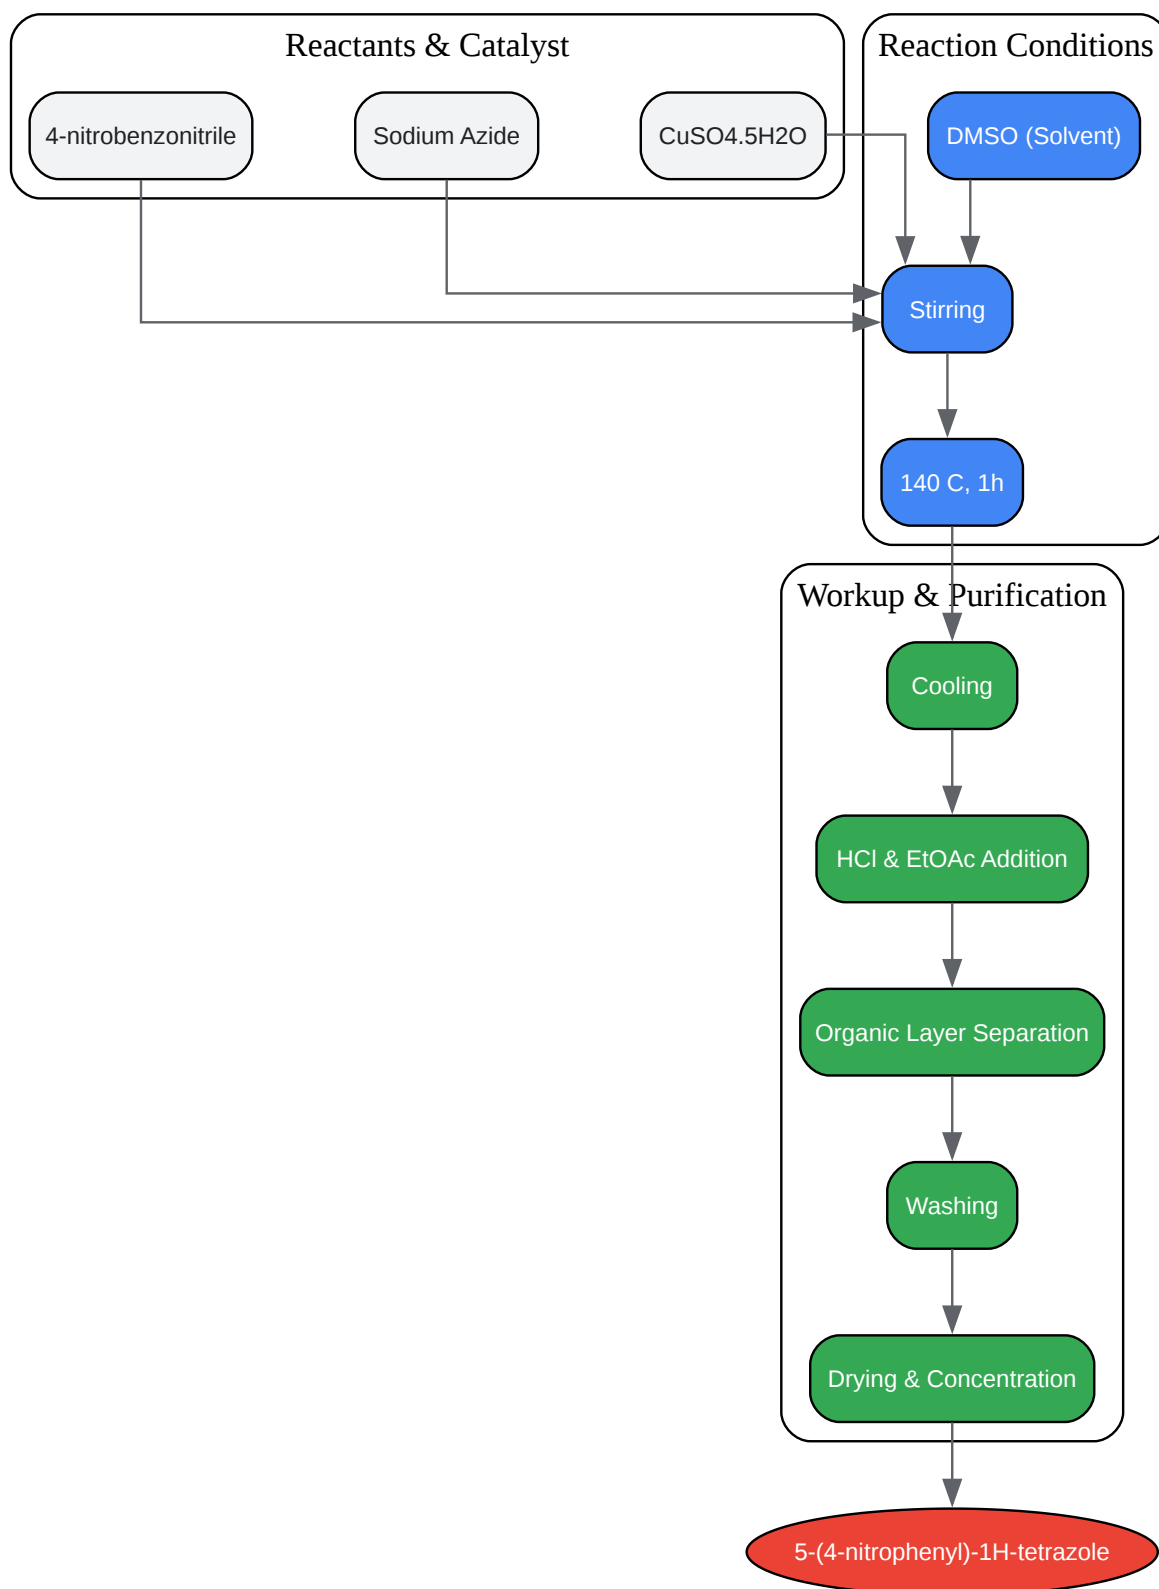 Reactants & Catalyst
Reaction Conditions
4-nitrobenzonitrile
Sodium Azide
CuSO4.5H2O
DMSO (Solvent)
Stirring
140 C, 1h
Workup & Purification
Cooling
HCl & EtOAc Addition
Organic Layer Separation
Washing
Drying & Concentration
5-(4-nitrophenyl)-1H-tetrazole